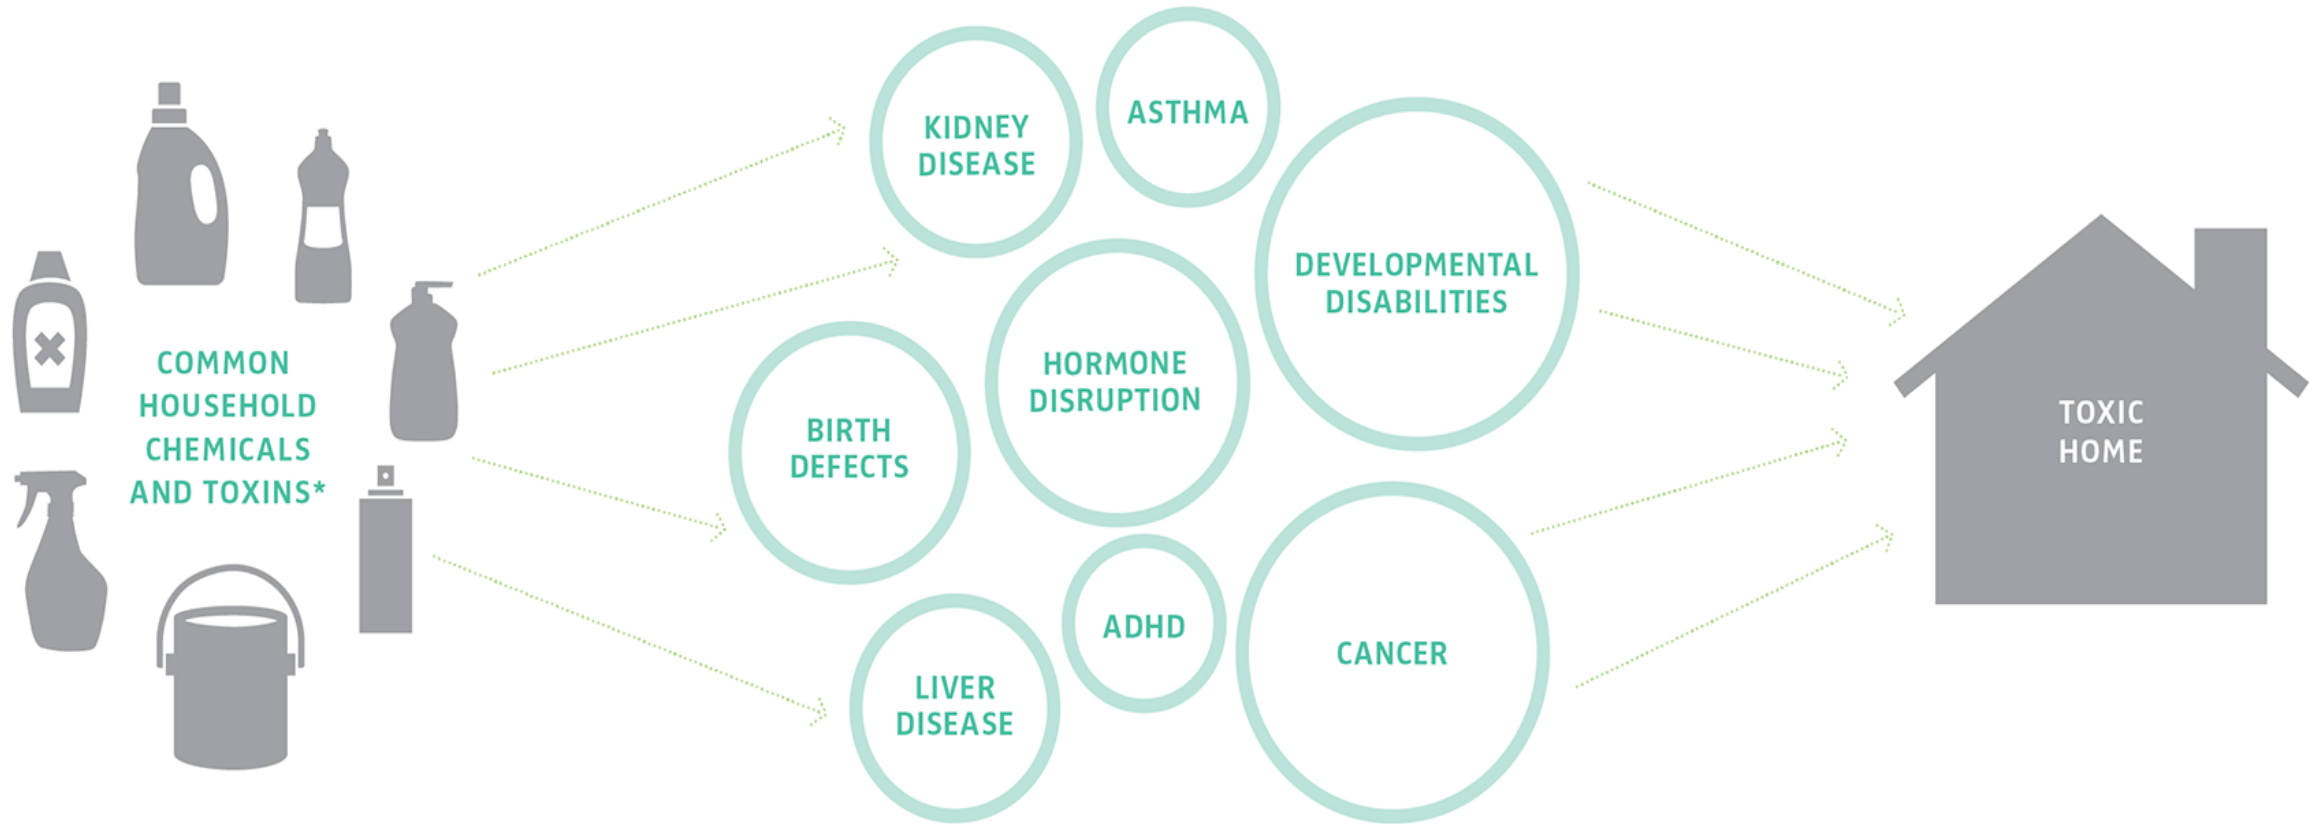 COMMON
HOUSEHOLD
CHEMICALS
AND TOXINS*
KIDNEY
DISEASE
ASTHMA
DEVELOPMENTAL
DISABILITIES
HORMONE
DISRUPTION
BIRTH
DEFECTS
ADHD
CANCER
LIVER
DISEASE
TOXIC
HOME